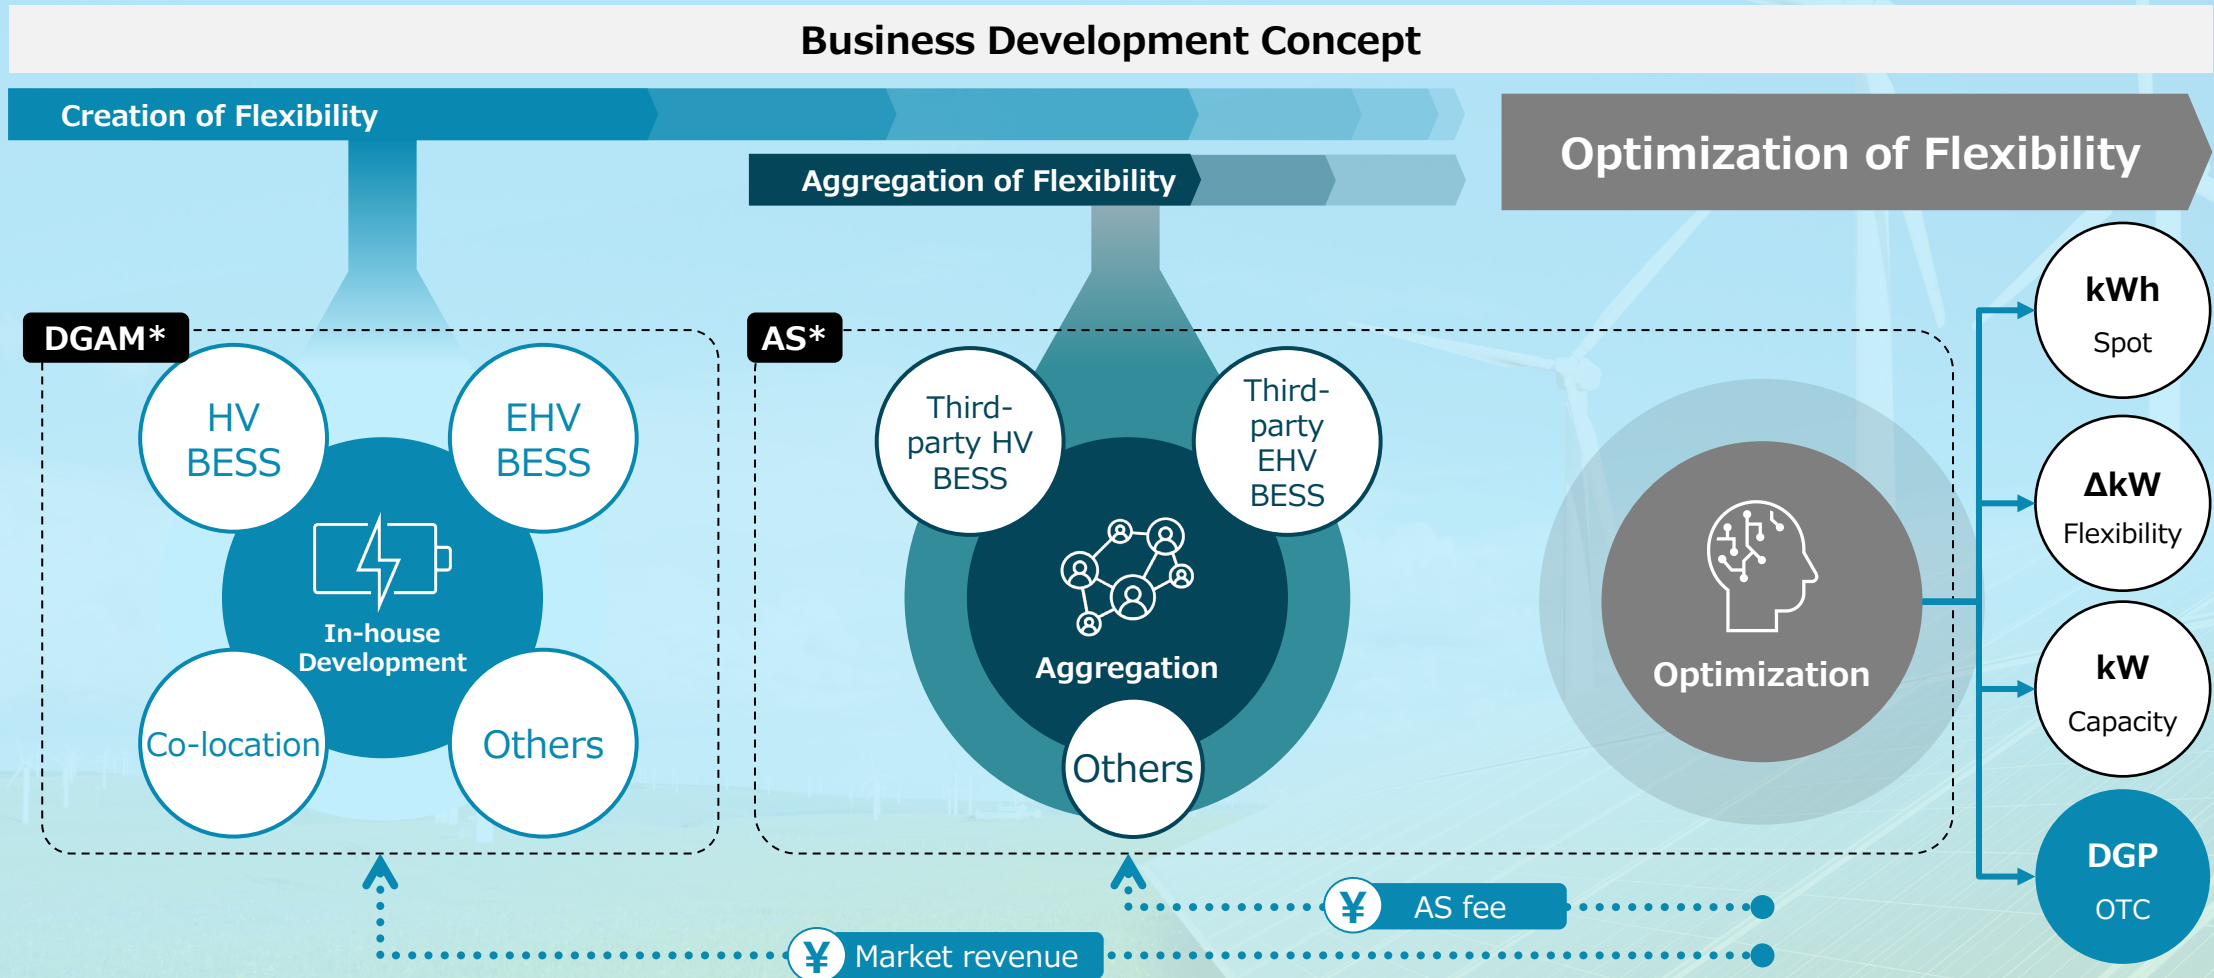 Business Development Concept
Creation of Flexibility
Aggregation of Flexibility
Optimization of Flexibility
DGAM*
HV
BESS
EHV
BESS
In-house
Development
Co-location
Others
AS*
Third-
party HV
BESS
Third-
party
EHV
BESS
Aggregation
Others
Optimization
kWh
Spot
ΔkW
Flexibility
kW
Capacity
DGP
OTC
¥ AS fee
¥ Market revenue